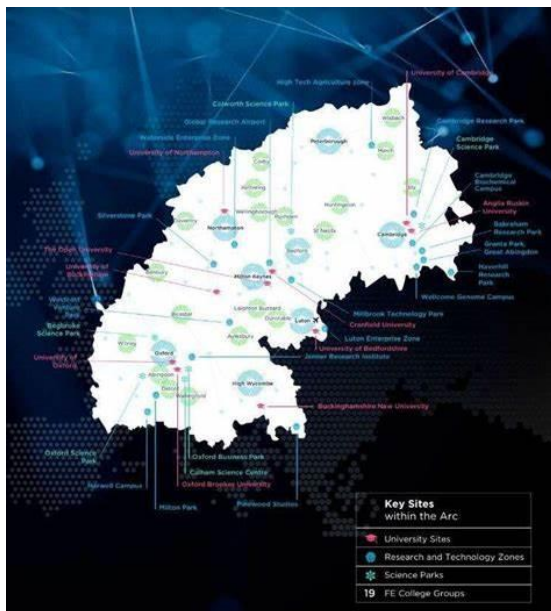 High Tech Agriculture zone
University of Cambridge
Colworth Science Park
Global Research Airport
Waterside Enterprise Zone
University of Northampton
Cambridge Research Park
Cambridge
Science Park
Cambridge
Biochemical
Campus
Anglia Ruskin
University
Babraham
Research Park
Granta Park,
Great Abingdon
Haverhill
Research
Park
Wellcome Genome Campus
Wisbech
Peterborough
March
Corby
Ely
Kettering
Huntingdon
Wellingborough
Rushden
Daventry
St Neots
Northampton
Cambridge
Bedford
Silverstone Park
The Open University
University of
Buckingham
Milton Keynes
Banbury
Millbrook Technology Park
Cranfield University
Westcott
Venture
Park
Leighton Buzzard
Bicester
Dunstable
Luton
Luton Enterprise Zone
University of Bedfordshire
Begbroke
Science Park
Aylesbury
Witney
Oxford
Jenner Research Institute
University of
Oxford
Abingdon
Didcot
High Wycombe
Wallingford
Buckinghamshire New University
Oxford Science
Park
Oxford Business Park
Culham Science Centre
Harwell Campus
Oxford Brookes University
Pinewood Studios
Milton Park
Key Sites
within the Arc
University Sites
Research and Technology Zones
Science Parks
19 FE College Groups